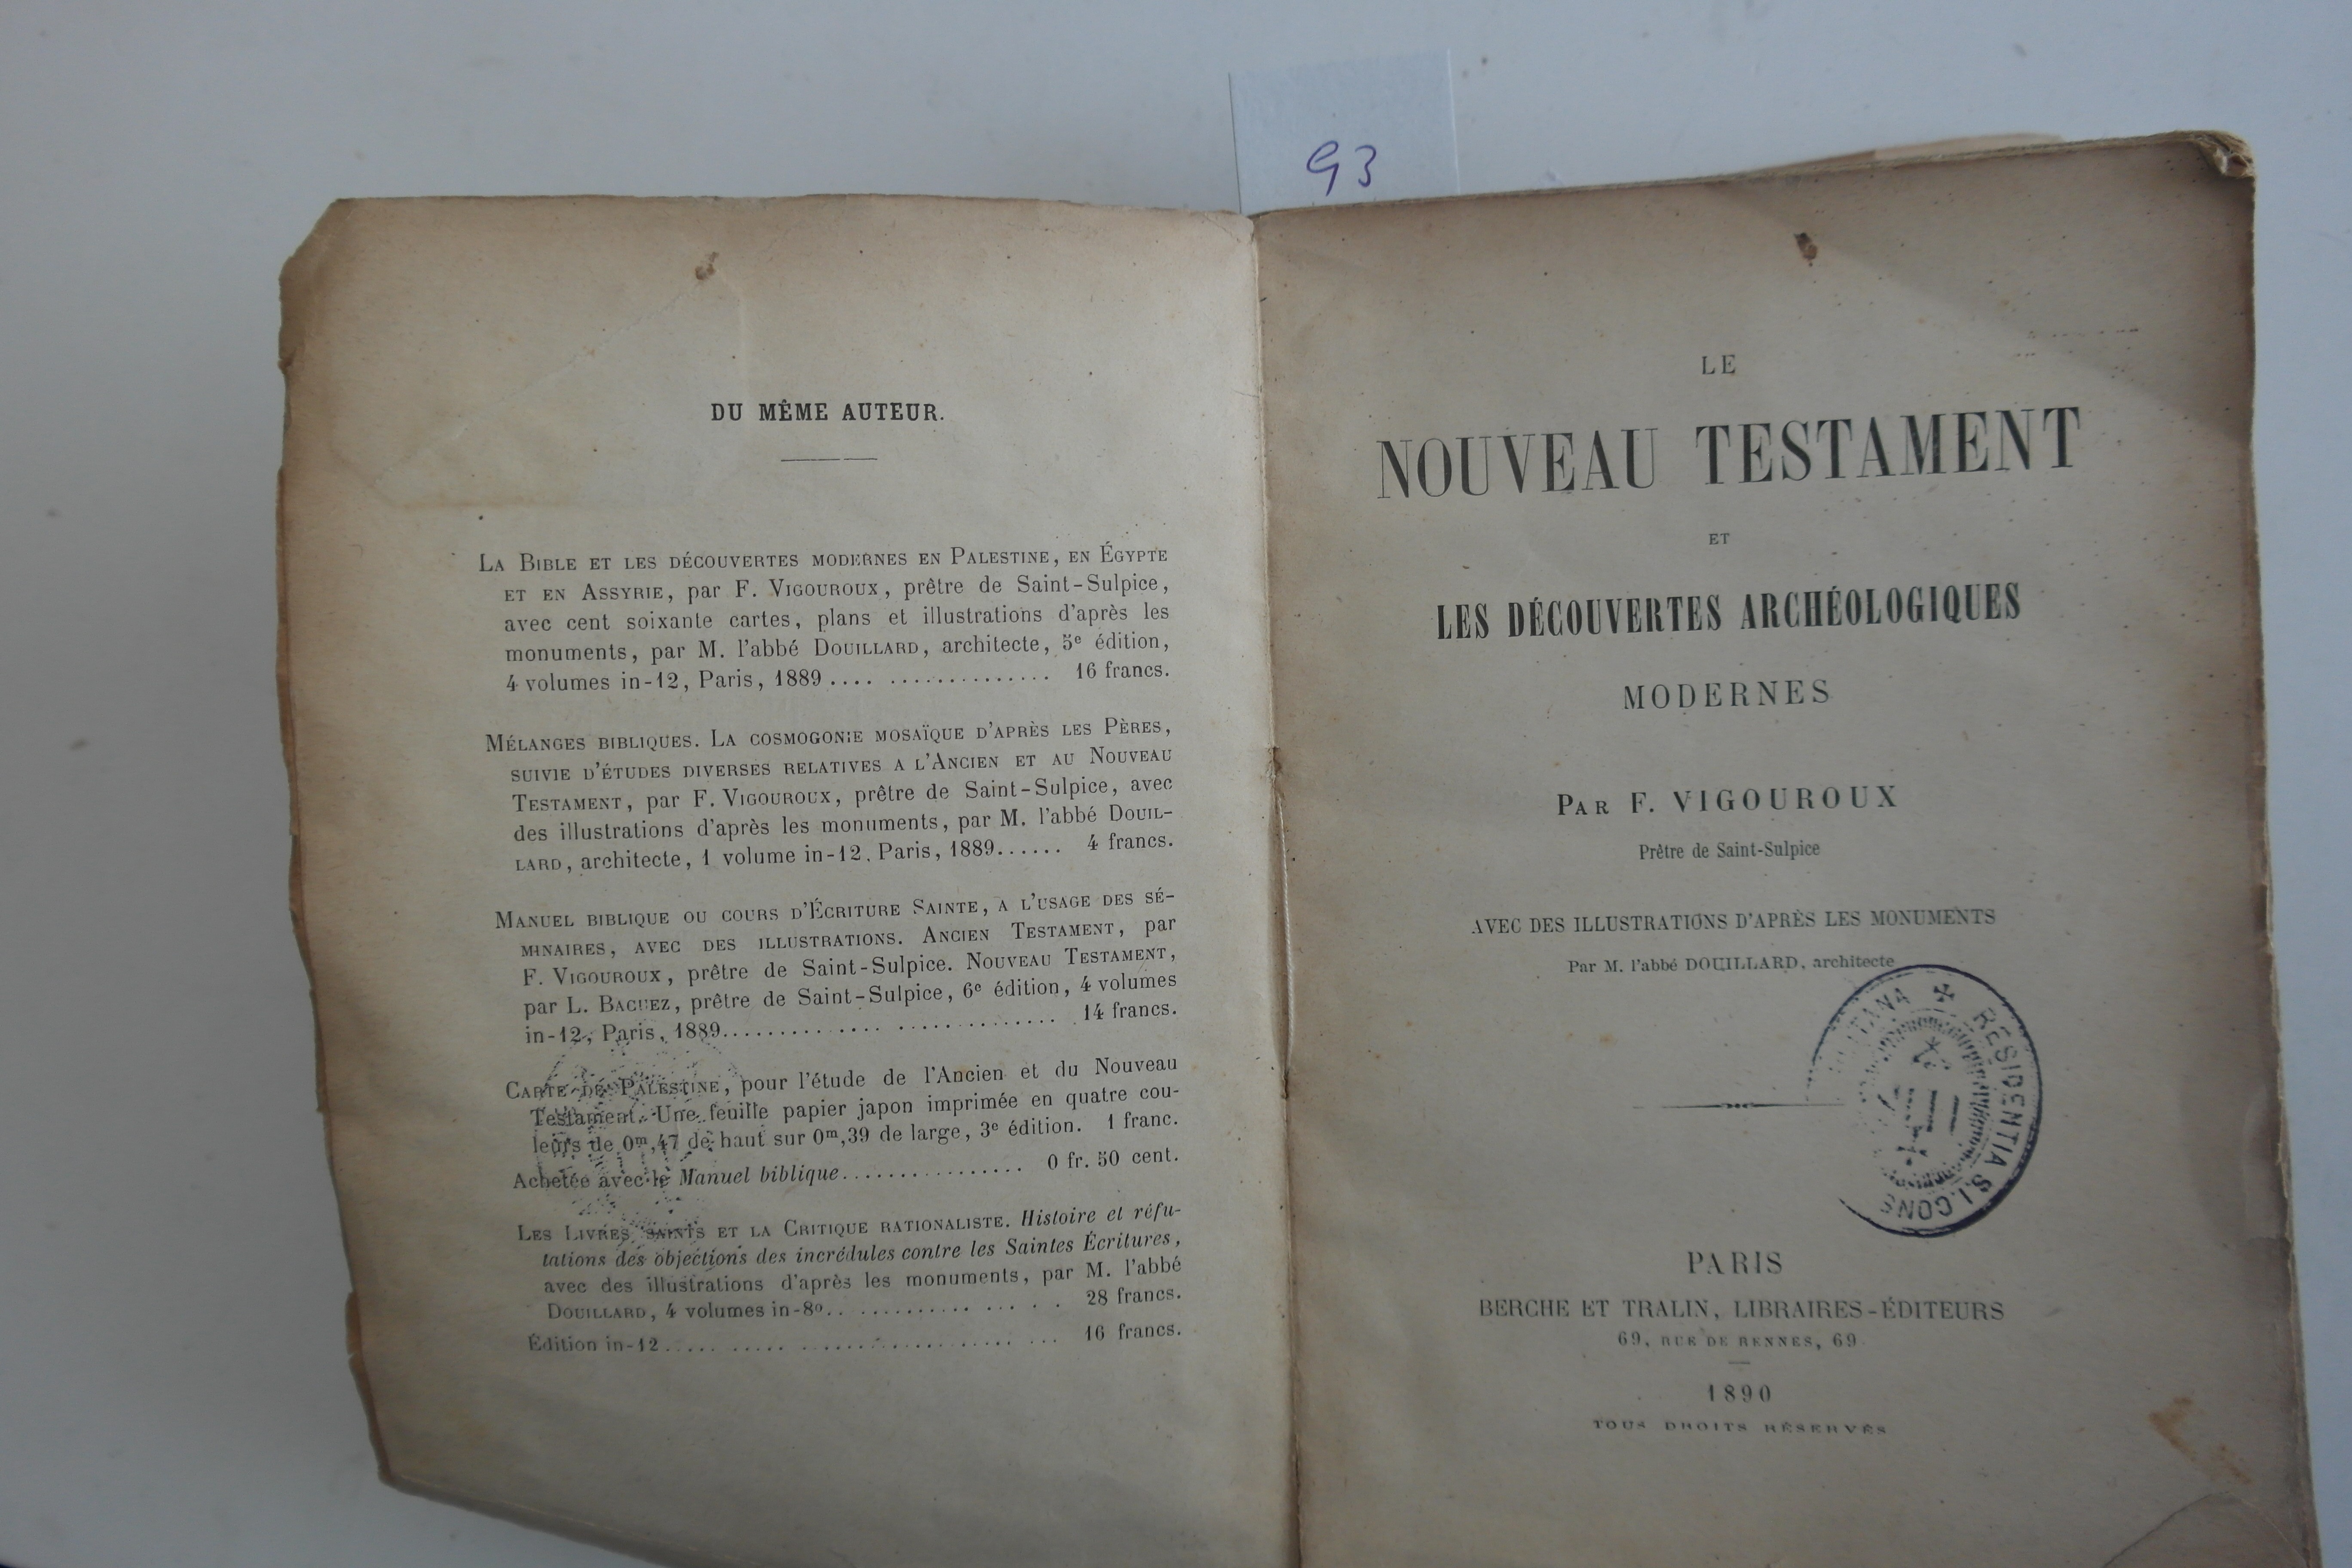 93
DU MÊME AUTEUR.
LA BIBLE ET LES DÉCOUVERTES MODERNES EN PALESTINE, EN ÉGYPTE
ET EN ASSYRIE, par F. VIGOUROUX, prêtre de Saint-Sulpice,
avec cent soixante cartes, plans et illustrations d'après les
monuments, par M. l'abbé DOUILLARD, architecte, 5e édition,
4 volumes in-12, Paris, 1889.... .............. 16 francs.
MÉLANGES BIBLIQUES. LA COSMOGONIE MOSAÏQUE D'APRÈS LES PÈRES,
SUIVIE D'ÉTUDES DIVERSES RELATIVES A L'ANCIEN ET AU NOUVEAU
TESTAMENT, par F. VIGOUROUX, prêtre de Saint-Sulpice, avec
des illustrations d'après les monuments, par M. l'abbé DOUIL-
LARD, architecte, 1 volume in-12, Paris, 1889...... 4 francs.
MANUEL BIBLIQUE OU COURS D'ÉCRITURE SAINTE, A L'USAGE DES SÉ-
MINAIRES, AVEC DES ILLUSTRATIONS. ANCIEN TESTAMENT, par
F. VIGOUROUX, prêtre de Saint-Sulpice. NOUVEAU TESTAMENT,
par L. BACUEZ, prêtre de Saint-Sulpice, 6e édition, 4 volumes
in-12, Paris, 1889............. .............. 14 francs.
CARTE DE PALESTINE, pour l'étude de l'Ancien et du Nouveau
Testament. Une feuille papier japon imprimée en quatre cou-
leurs de 0m,47 de haut sur 0m,39 de large, 3e édition. 1 franc.
Achetée avec le Manuel biblique................ 0 fr. 50 cent.
LES LIVRES SAINTS ET LA CRITIQUE RATIONALISTE. Histoire et réfu-
tations des objections des incrédules contre les Saintes Écritures,
avec des illustrations d'après les monuments, par M. l'abbé
DOUILLARD, 4 volumes in-8o.. ........... ... . . 28 francs.
Édition in-12..... ..... .................... ... 16 francs.
LE
NOUVEAU TESTAMENT
ET
LES DÉCOUVERTES ARCHÉOLOGIQUES
MODERNES
PAR F. VIGOUROUX
Prêtre de Saint-Sulpice
AVEC DES ILLUSTRATIONS D'APRÈS LES MONUMENTS
Par M. l'abbé DOUILLARD, architecte
RESIDENTIA S.I. CONS
PARIS
BERCHE ET TRALIN, LIBRAIRES-ÉDITEURS
69, RUE DE RENNES, 69
1890
TOUS DROITS RÉSERVÉS